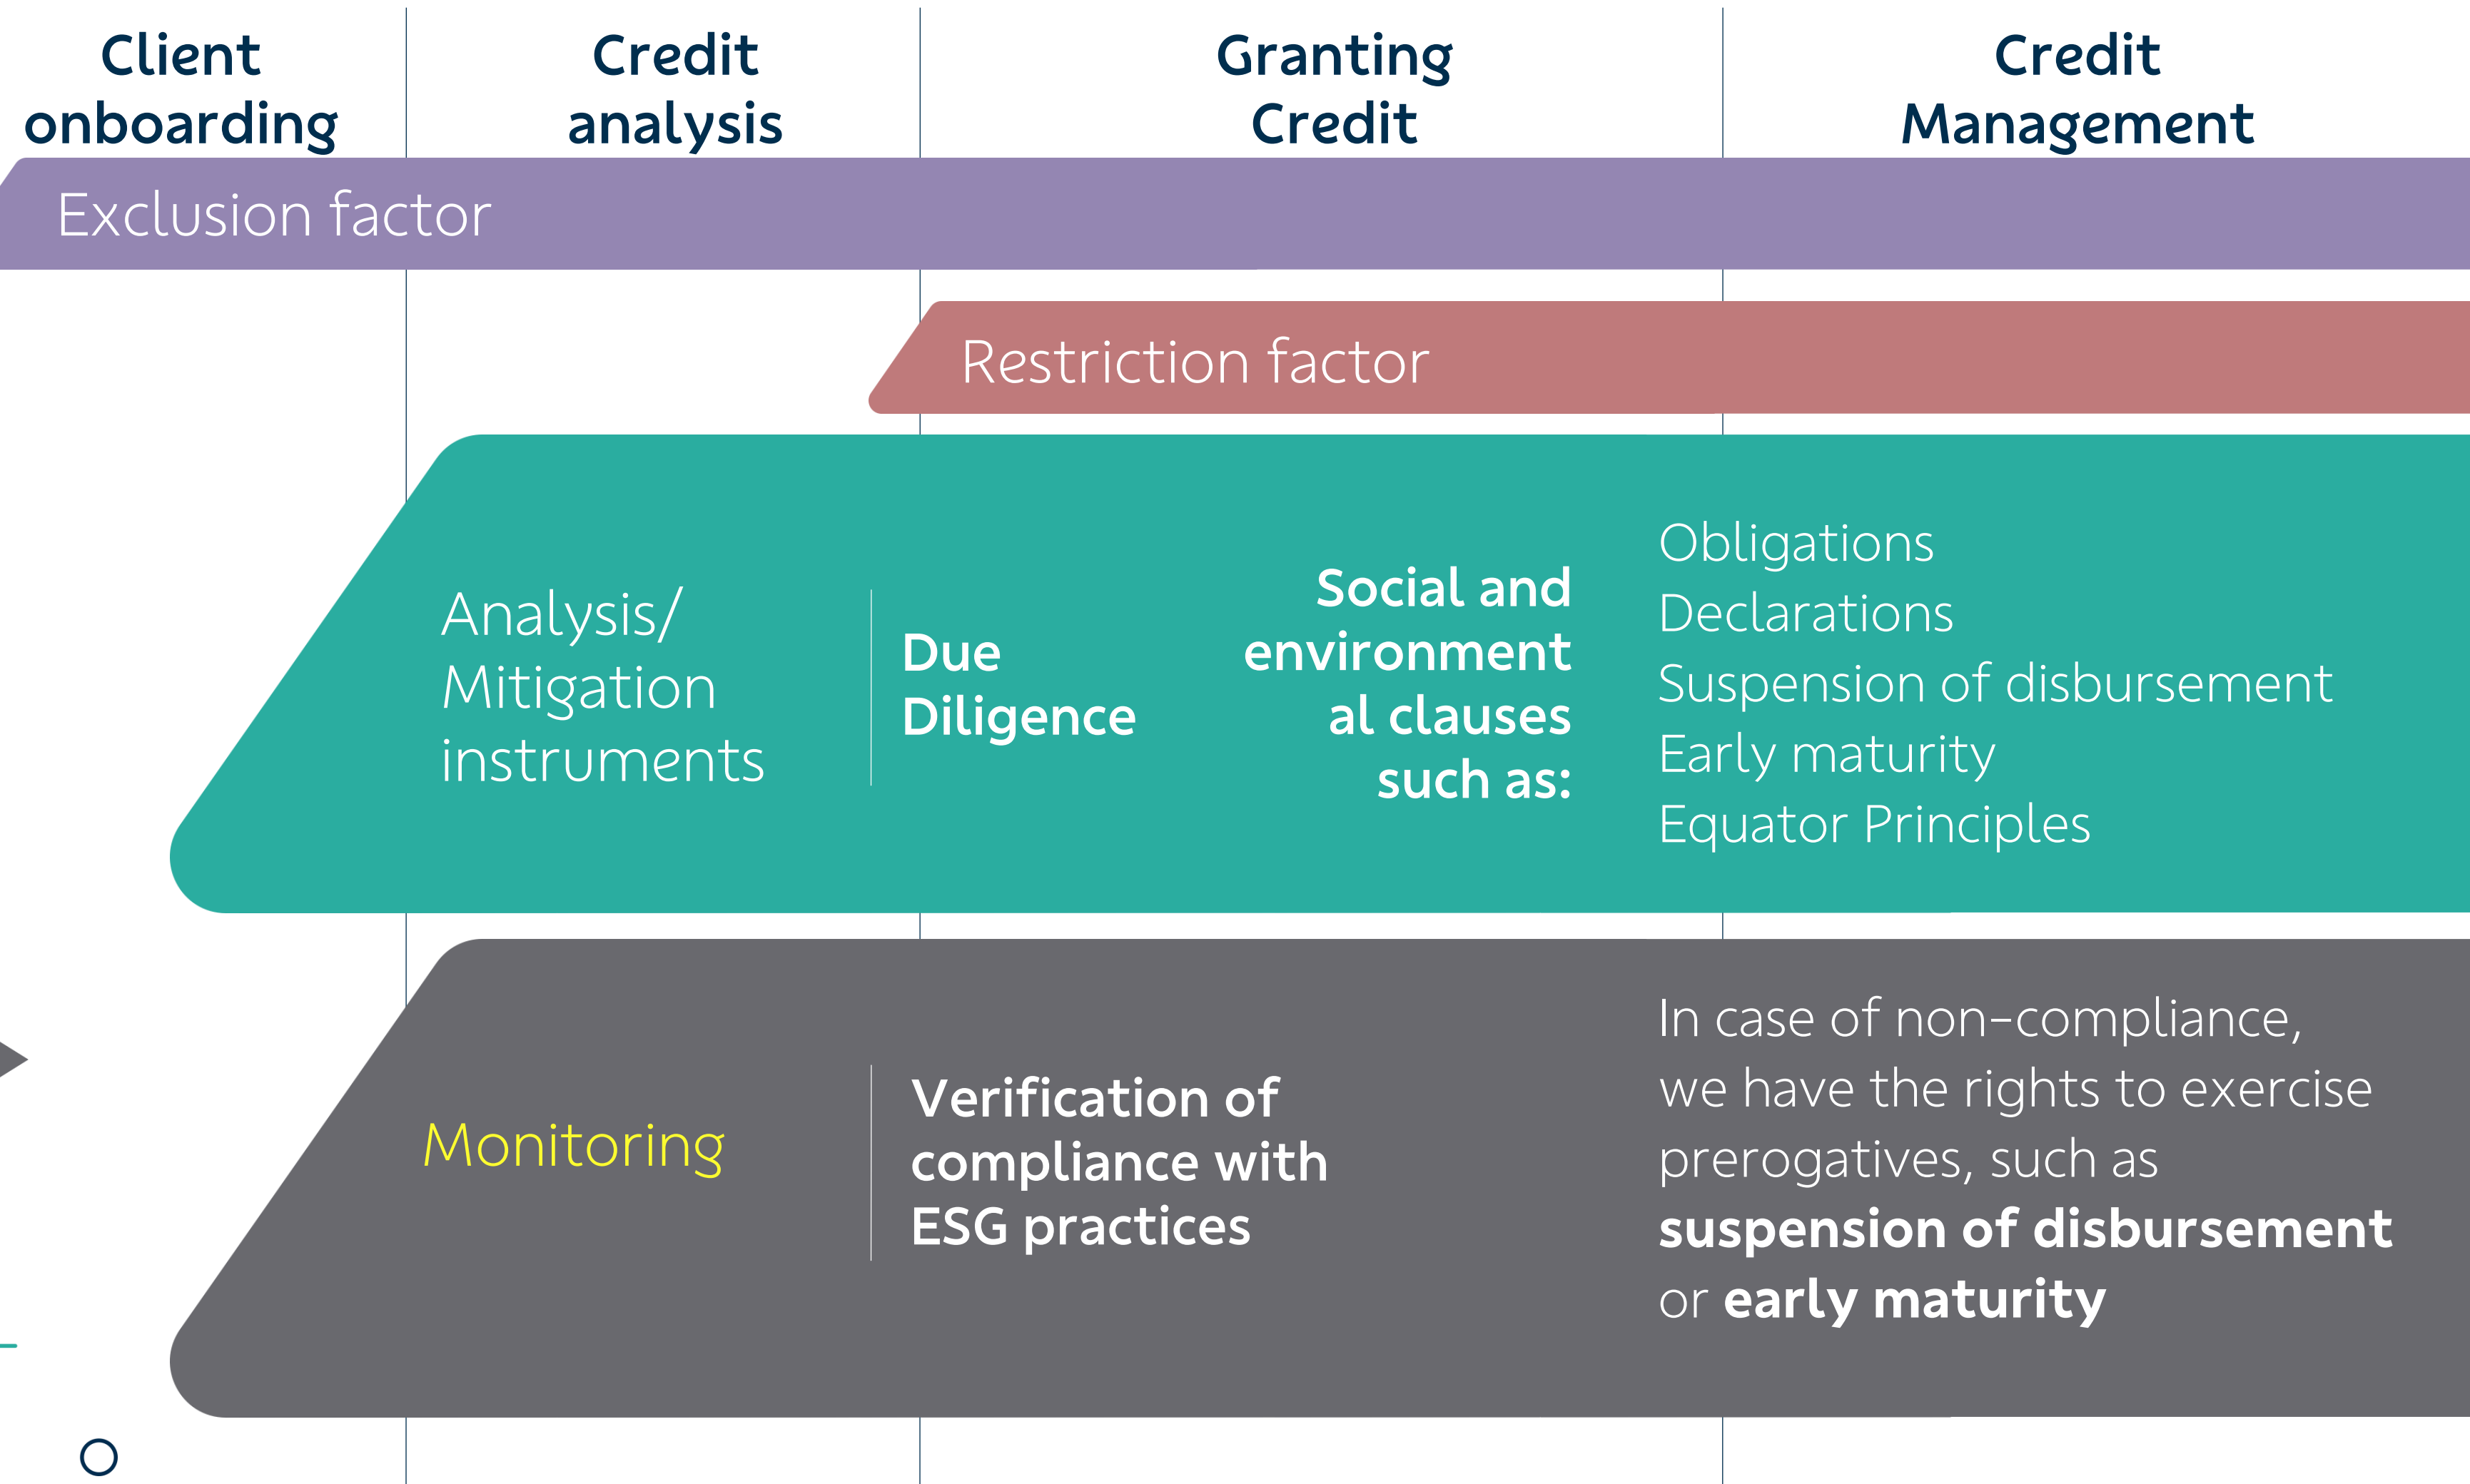 Client
onboarding
Credit
analysis
Granting
Credit
Credit
Management
Exclusion factor
Restriction factor
Analysis/
Mitigation
instruments
Due
Diligence
Social and
environment
al clauses
such as:
Obligations
Declarations
Suspension of disbursement
Early maturity
Equator Principles
Monitoring
Verification of
compliance with
ESG practices
In case of non-compliance,
we have the rights to exercise
prerogatives, such as
suspension of disbursement
or early maturity